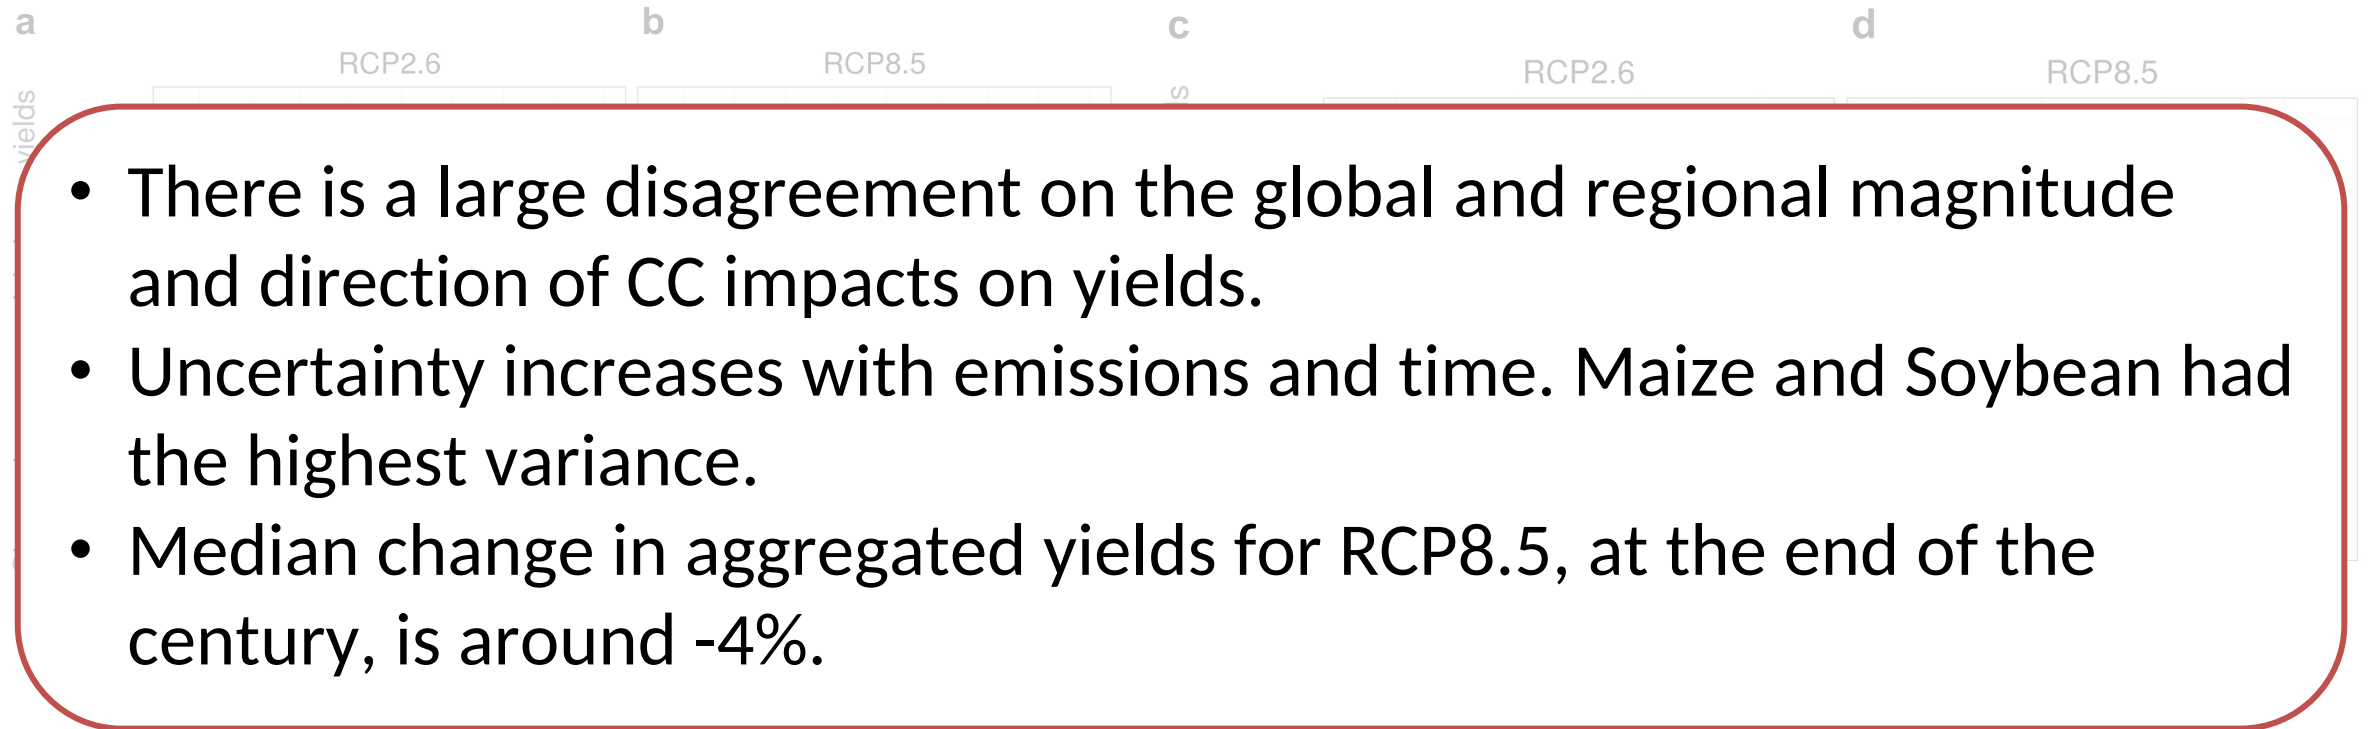 a
b
c
d
RCP2.6
RCP8.5
RCP2.6
RCP8.5
yields
• There is a large disagreement on the global and regional magnitude
and direction of CC impacts on yields.
• Uncertainty increases with emissions and time. Maize and Soybean had
the highest variance.
• Median change in aggregated yields for RCP8.5, at the end of the
century, is around -4%.